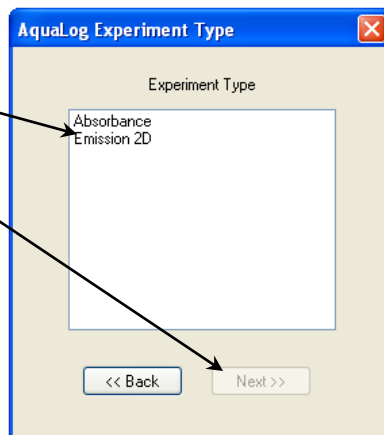 AquaLog Experiment Type
Experiment Type
Absorbance
Emission 2D
<< Back
Next >>